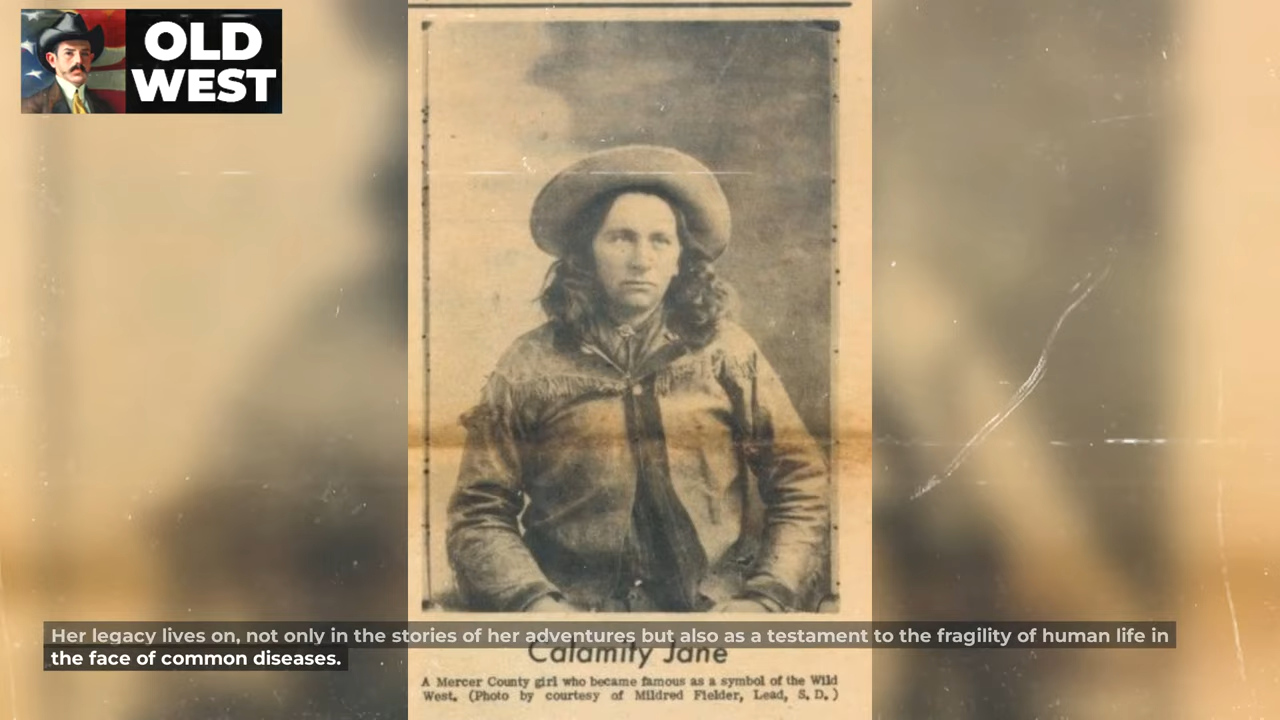 OLD
WEST
Her legacy lives on, not only in the stories of her adventures but also as a testament to the fragility of human life in
the face of common diseases.
Calamity Jane
A Mercer County girl who became famous as a symbol of the Wild
West. (Photo by courtesy of Mildred Fielder, Lead, S. D.)